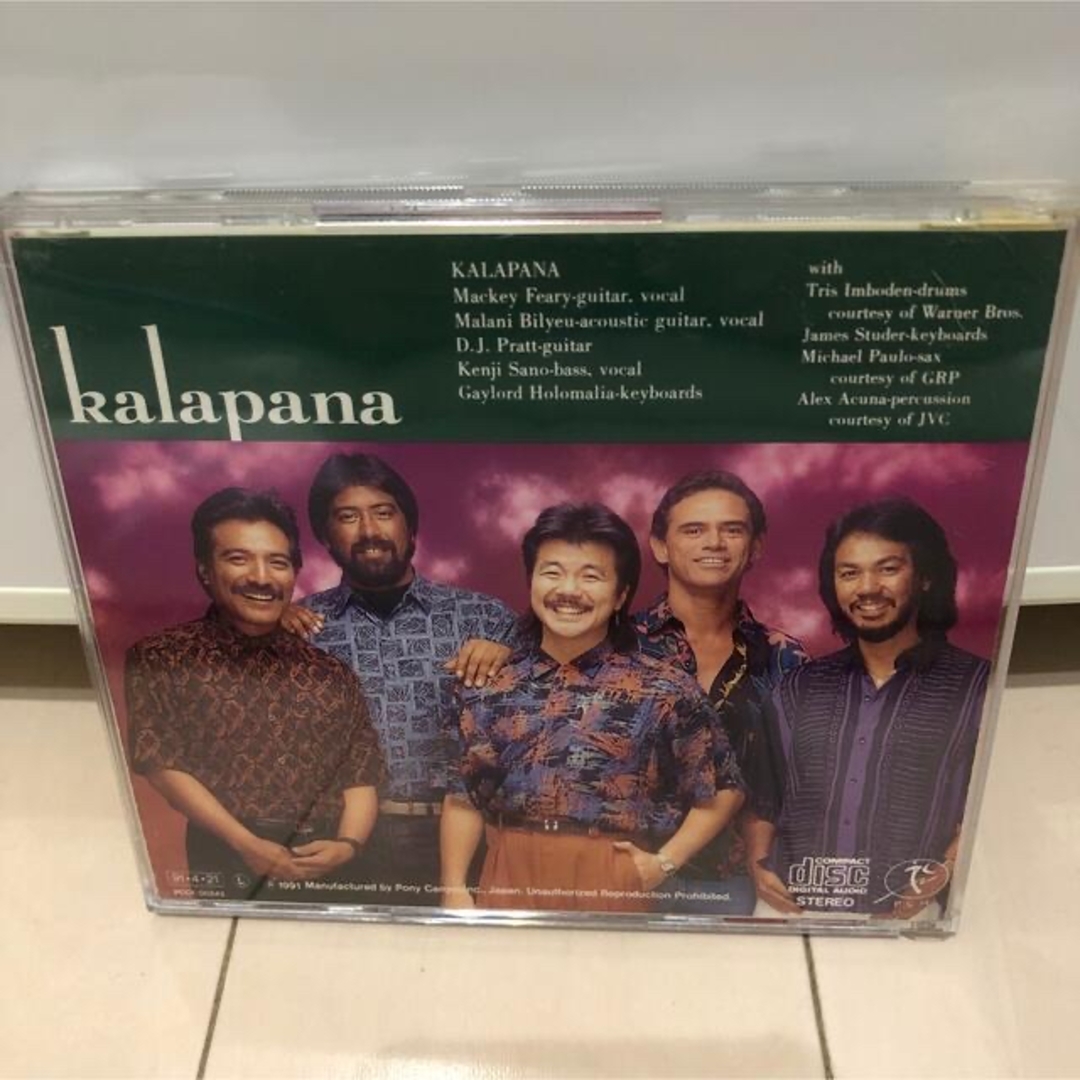 kalapana
KALAPANA
Mackey Feary-guitar, vocal
Malani Bilyeu-acoustic guitar, vocal
D.J. Pratt-guitar
Kenji Sano-bass, vocal
Gaylord Holomalia-keyboards
with
Tris Imboden-drums
courtesy of Warner Bros.
James Studer-keyboards
Michael Paulo-sax
courtesy of GRP
Alex Acuna-percussion
courtesy of JVC
91•4•21 L
℗ 1991 Manufactured by Pony Canyon Inc., Japan. Unauthorized Reproduction Prohibited.
COMPACT
disc
DIGITAL AUDIO
STEREO